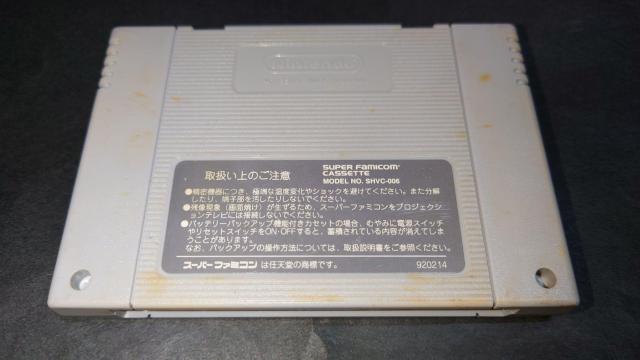 Nintendo
取扱い上のご注意
SUPER FAMICOM
CASSETTE
MODEL NO. SHVC-006
●精密機器につき、極端な温度変化やショックを避けてください。また分解
したり、端子部を汚したりしないでください。
●残像現象(画面焼け)が生ずるため、スーパーファミコンをプロジェクシ
ョンテレビには接続しないでください。
●バッテリーバックアップ機能付きカセットの場合、むやみに電源スイッチ
やリセットスイッチをON・OFFすると、蓄積されている内容が消えてしま
うことがあります。
なお、バックアップの操作方法については、取扱説明書をご参照ください。
スーパーファミコン は任天堂の商標です。
920214